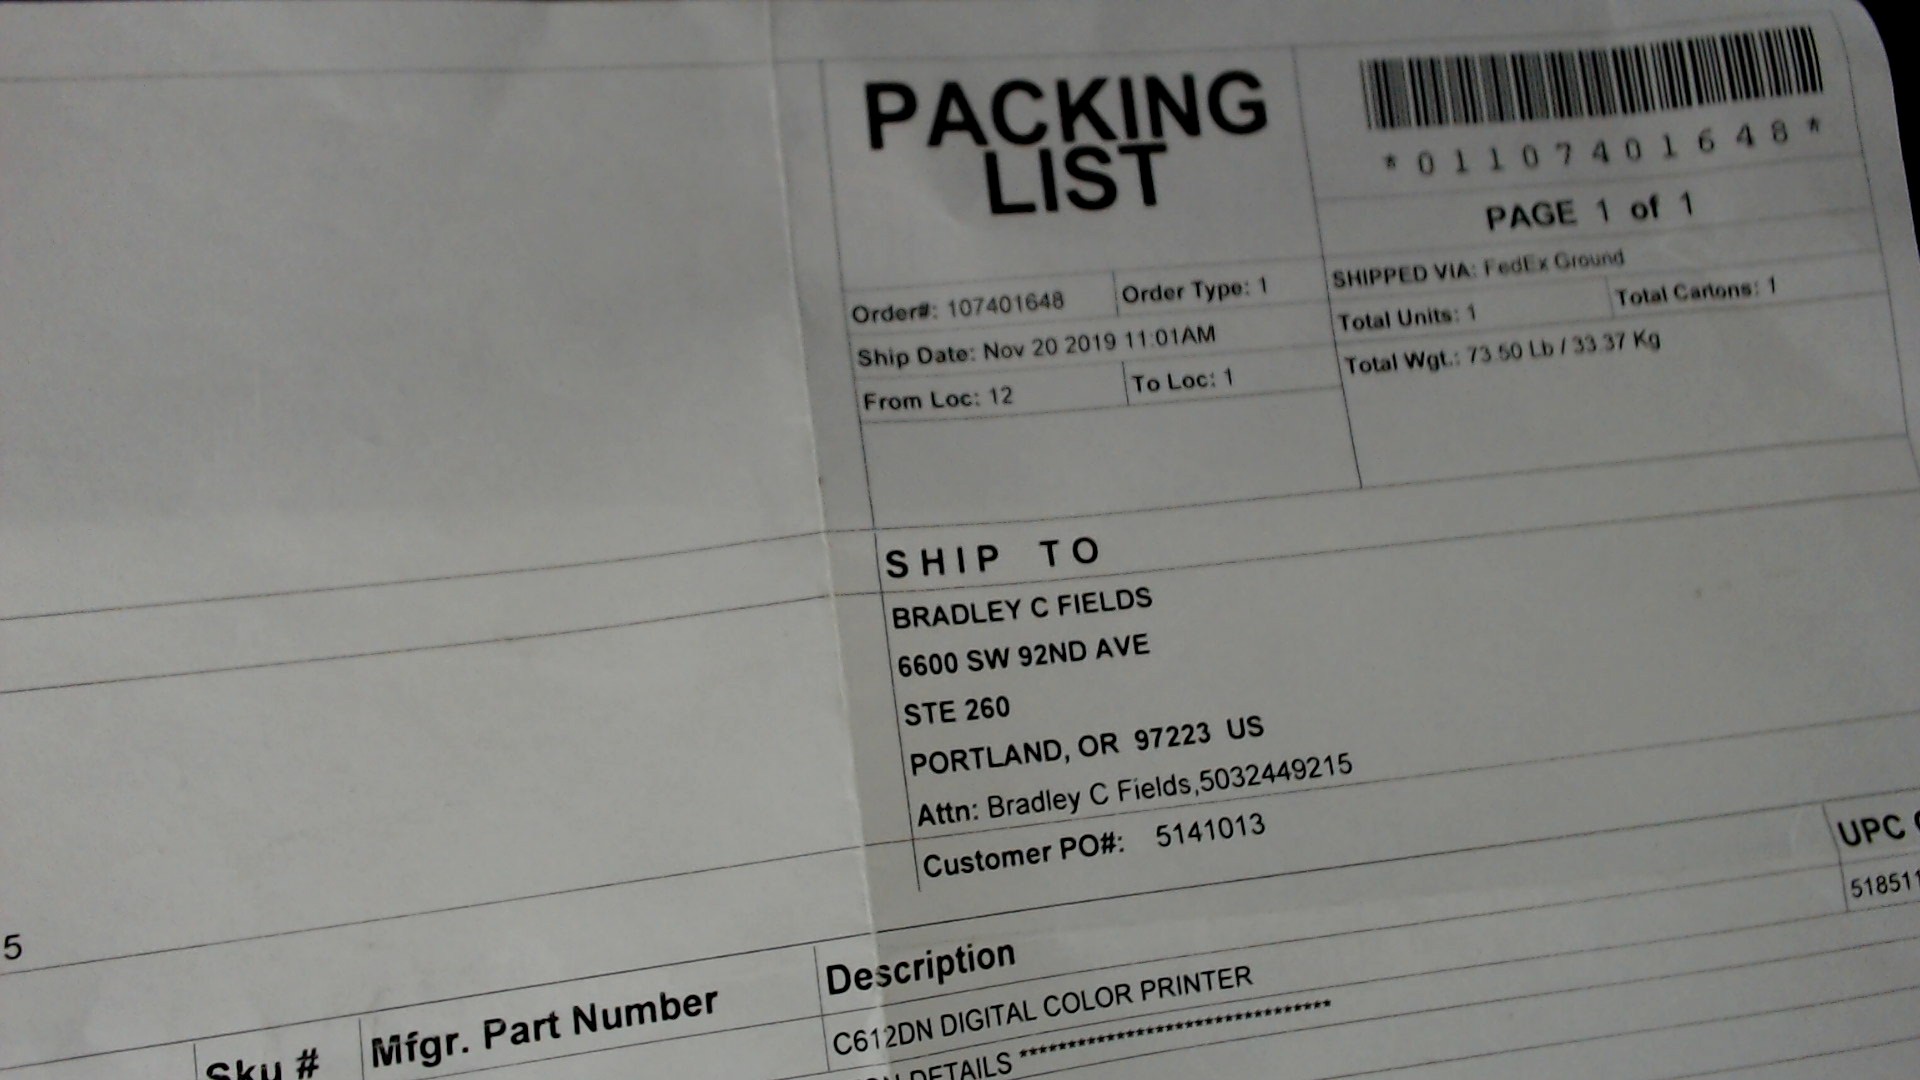 PACKING
LIST
*01107401648*
PAGE 1 of 1
Order#: 107401648
Order Type: 1
Ship Date: Nov 20 2019 11:01AM
From Loc: 12
To Loc: 1
SHIPPED VIA: FedEx Ground
Total Units: 1
Total Cartons: 1
Total Wgt.: 73.50 Lb / 33.37 Kg
SHIP TO
BRADLEY C FIELDS
6600 SW 92ND AVE
STE 260
PORTLAND, OR 97223 US
Attn: Bradley C Fields,5032449215
Customer PO#: 5141013
5
Sku #
Mfgr. Part Number
Description
UPC
C612DN DIGITAL COLOR PRINTER
518511
DETAILS